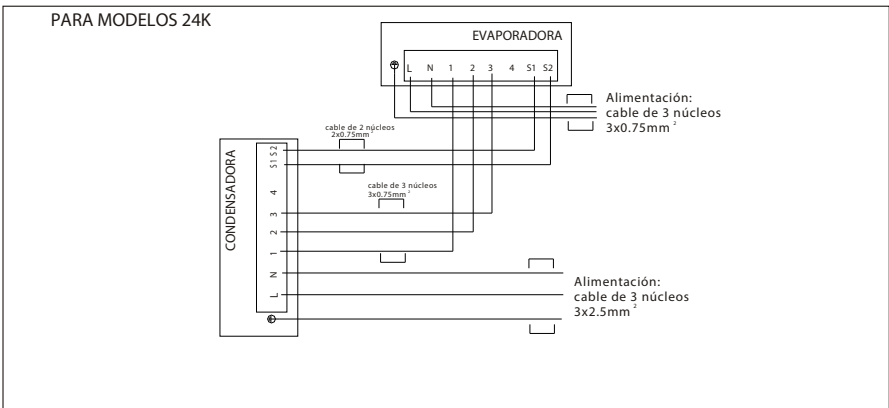 PARA MODELOS 24K
EVAPORADORA
L N 1 2 3 4 S1 S2
Alimentación:
cable de 3 núcleos
3x0.75mm²
cable de 2 núcleos
2x0.75mm²
cable de 3 núcleos
3x0.75mm²
CONDENSADORA
L N 1 2 3 4 S1 S2
Alimentación:
cable de 3 núcleos
3x2.5mm²